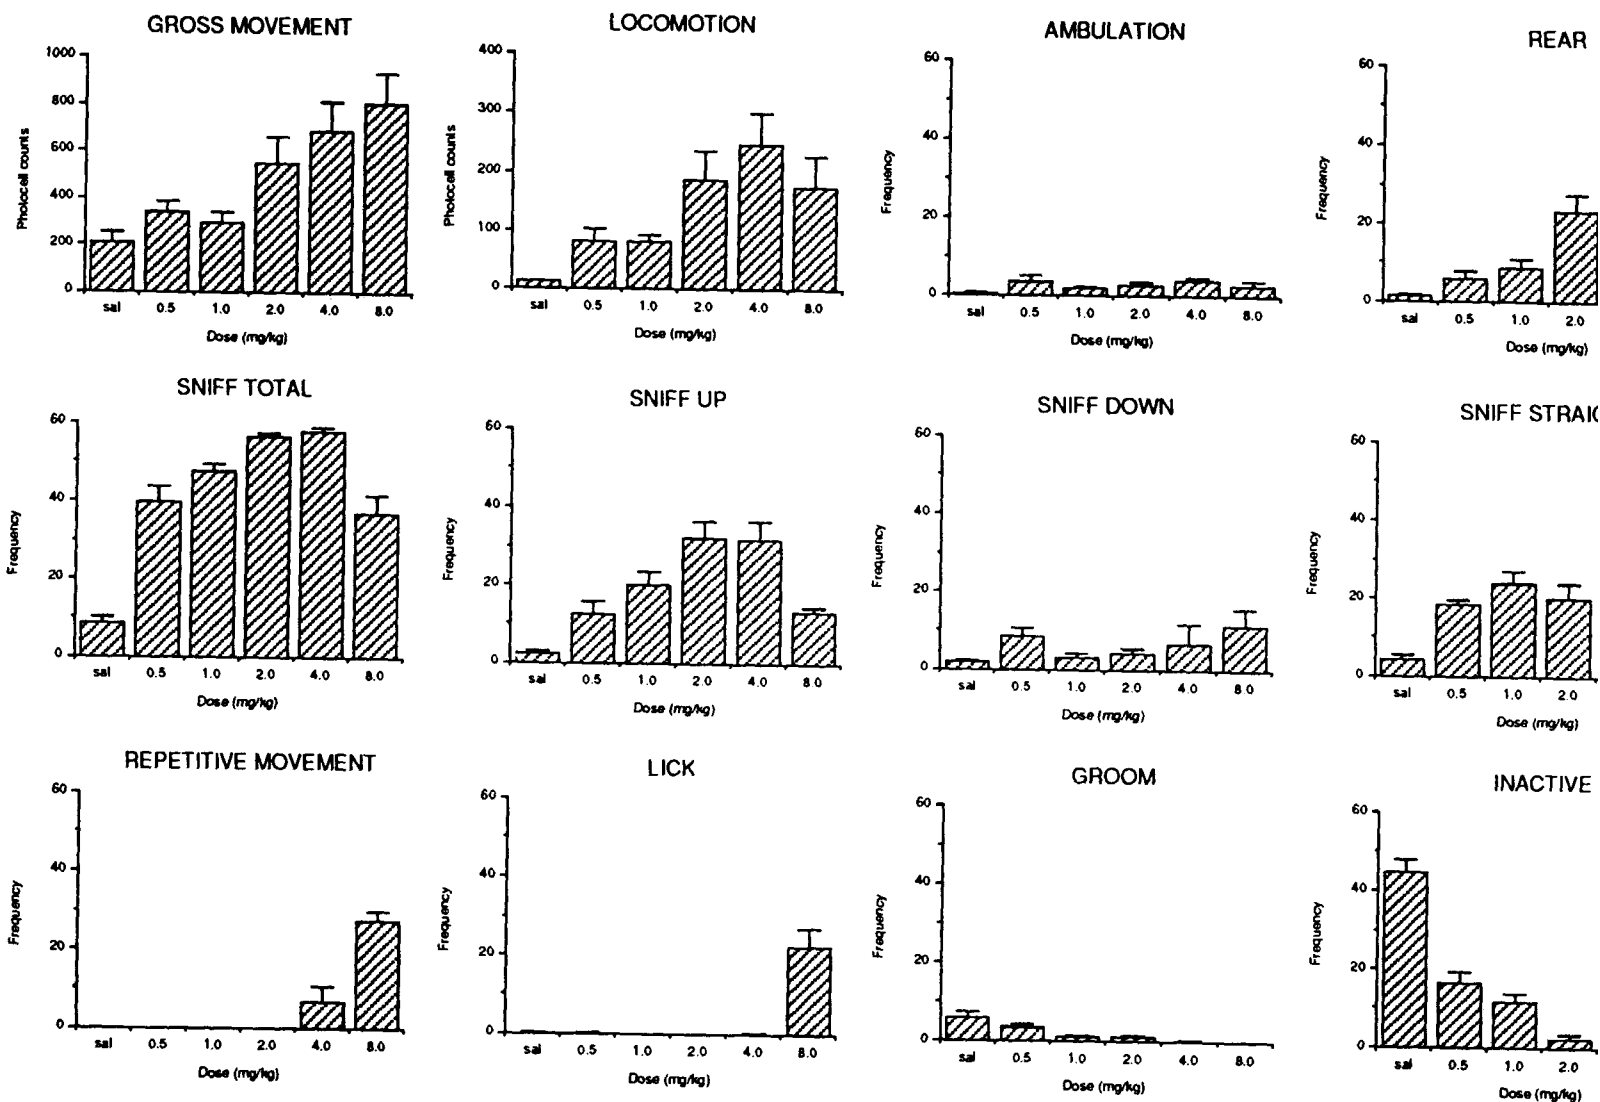 GROSS MOVEMENT
1000
800
600
400
200
0
Photocell counts
sal 0.5 1.0 2.0 4.0 8.0
Dose (mg/kg)
LOCOMOTION
400
300
200
100
0
Photocell counts
sal 0.5 1.0 2.0 4.0 8.0
Dose (mg/kg)
AMBULATION
60
40
20
0
Frequency
sal 0.5 1.0 2.0 4.0 8.0
Dose (mg/kg)
REAR
60
40
20
0
Frequency
sal 0.5 1.0 2.0
Dose (mg/kg)
SNIFF TOTAL
60
40
20
0
Frequency
sal 0.5 1.0 2.0 4.0 8.0
Dose (mg/kg)
SNIFF UP
60
40
20
0
Frequency
sal 0.5 1.0 2.0 4.0 8.0
Dose (mg/kg)
SNIFF DOWN
60
40
20
0
Frequency
sal 0.5 1.0 2.0 4.0 8.0
Dose (mg/kg)
SNIFF STRAIG
60
40
20
0
Frequency
sal 0.5 1.0 2.0
Dose (mg/kg)
REPETITIVE MOVEMENT
60
40
20
0
Frequency
sal 0.5 1.0 2.0 4.0 8.0
Dose (mg/kg)
LICK
60
40
20
0
Frequency
sal 0.5 1.0 2.0 4.0 8.0
Dose (mg/kg)
GROOM
60
40
20
0
Frequency
sal 0.5 1.0 2.0 4.0 8.0
Dose (mg/kg)
INACTIVE
60
40
20
0
Frequency
sal 0.5 1.0 2.0
Dose (mg/kg)